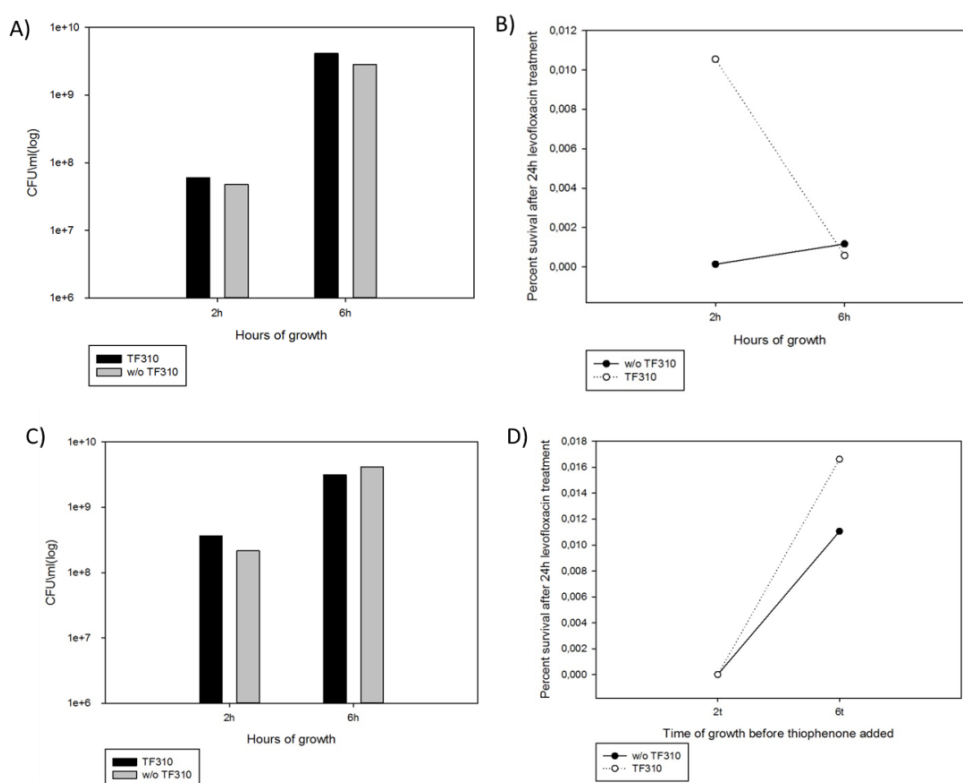 A)
CFU\ml(log)
1e+10
1e+9
1e+8
1e+7
1e+6
2h
6h
Hours of growth
TF310
w/o TF310
B)
Percent suvival after 24h levofloxacin treatment
0,012
0,010
0,008
0,006
0,004
0,002
0,000
2h
6h
Hours of growth
w/o TF310
TF310
C)
CFU\ml(log)
1e+10
1e+9
1e+8
1e+7
1e+6
2h
6h
Hours of growth
TF310
w/o TF310
D)
Percent survival after 24h levofloxacin treatment
0,018
0,016
0,014
0,012
0,010
0,008
0,006
0,004
0,002
0,000
2t
6t
Time of growth before thiophenone added
w/o TF310
TF310